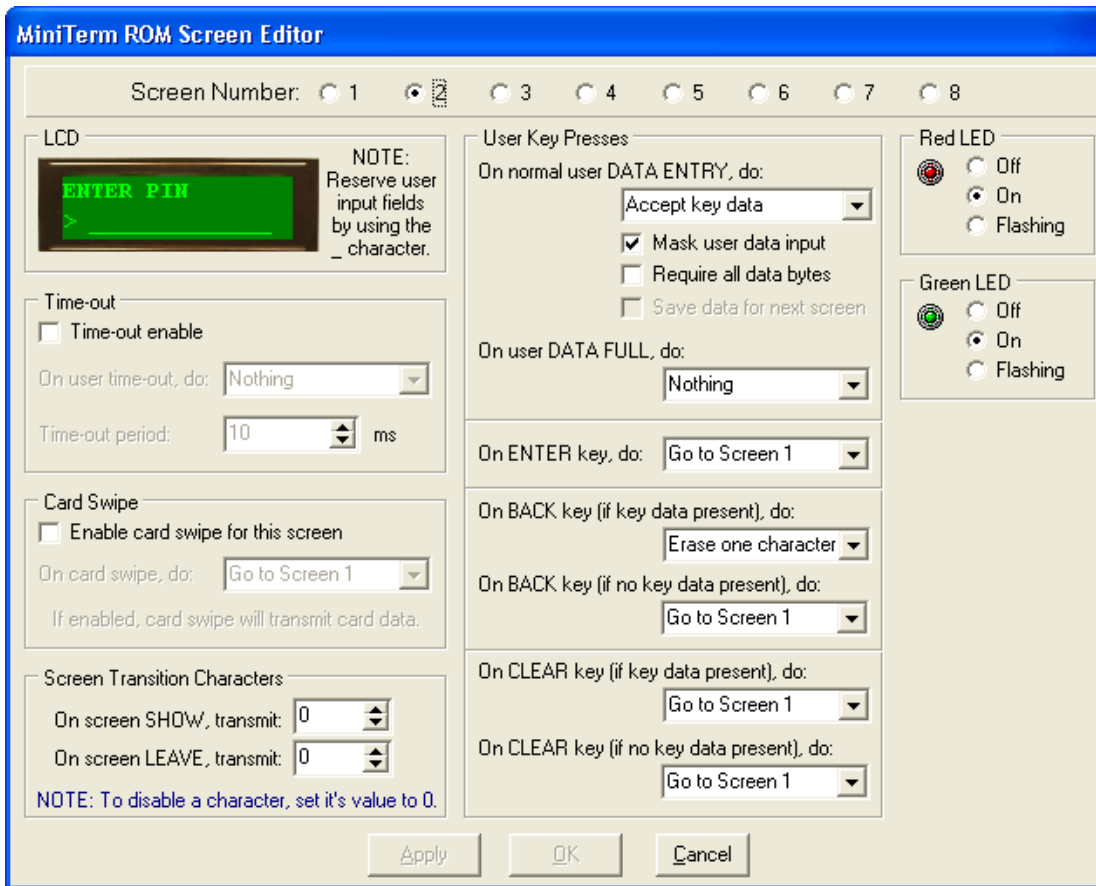 MiniTerm ROM Screen Editor
Screen Number: 1 2 3 4 5 6 7 8
LCD
ENTER PIN
> _______________
NOTE:
Reserve user
input fields
by using the
_ character.
Time-out
Time-out enable
On user time-out, do: Nothing
Time-out period: 10 ms
Card Swipe
Enable card swipe for this screen
On card swipe, do: Go to Screen 1
If enabled, card swipe will transmit card data.
Screen Transition Characters
On screen SHOW, transmit: 0
On screen LEAVE, transmit: 0
NOTE: To disable a character, set it's value to 0.
User Key Presses
On normal user DATA ENTRY, do:
Accept key data
Mask user data input
Require all data bytes
Save data for next screen
On user DATA FULL, do:
Nothing
On ENTER key, do: Go to Screen 1
On BACK key (if key data present), do:
Erase one character
On BACK key (if no key data present), do:
Go to Screen 1
On CLEAR key (if key data present), do:
Go to Screen 1
On CLEAR key (if no key data present), do:
Go to Screen 1
Red LED
Off
On
Flashing
Green LED
Off
On
Flashing
Apply OK Cancel